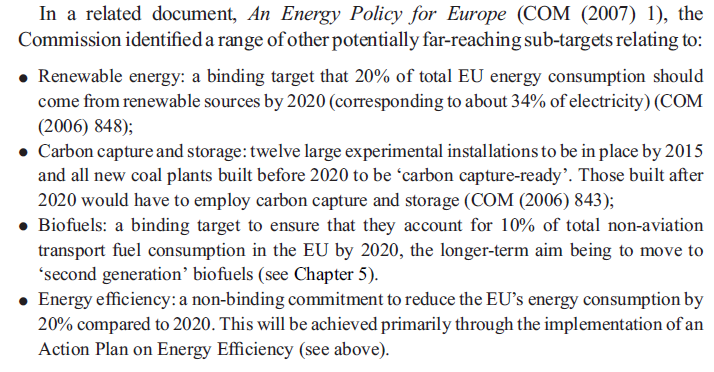 In a related document, An Energy Policy for Europe (COM (2007) 1), the
Commission identified a range of other potentially far-reaching sub-targets relating to:
● Renewable energy: a binding target that 20% of total EU energy consumption should
come from renewable sources by 2020 (corresponding to about 34% of electricity) (COM
(2006) 848);
● Carbon capture and storage: twelve large experimental installations to be in place by 2015
and all new coal plants built before 2020 to be ‘carbon capture-ready’. Those built after
2020 would have to employ carbon capture and storage (COM (2006) 843);
● Biofuels: a binding target to ensure that they account for 10% of total non-aviation
transport fuel consumption in the EU by 2020, the longer-term aim being to move to
‘second generation’ biofuels (see Chapter 5).
● Energy efficiency: a non-binding commitment to reduce the EU’s energy consumption by
20% compared to 2020. This will be achieved primarily through the implementation of an
Action Plan on Energy Efficiency (see above).